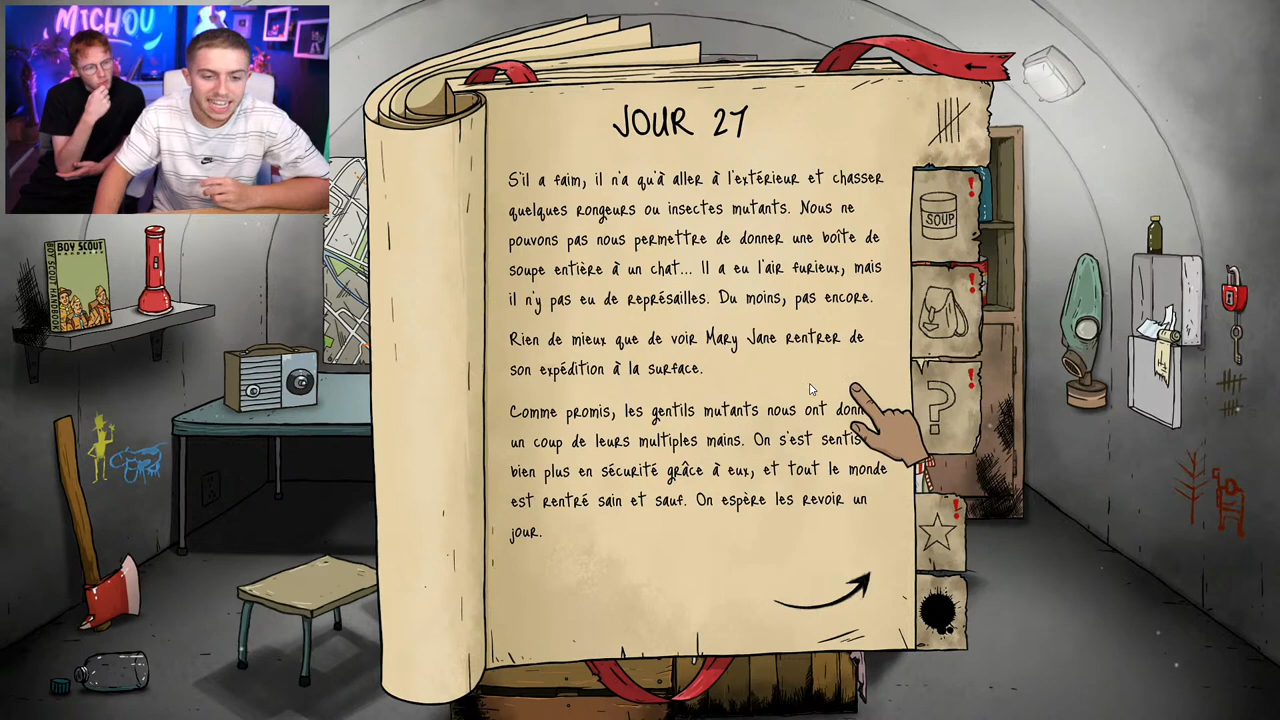 MICHOU
JOUR 27
S'il a faim, il n'a qu'à aller à l'extérieur et chasser
quelques rongeurs ou insectes mutants. Nous ne
pouvons pas nous permettre de donner une boîte de
soupe entière à un chat... Il a eu l'air furieux, mais
il n'y pas eu de représailles. Du moins, pas encore.
Rien de mieux que de voir Mary Jane rentrer de
son expédition à la surface.
Comme promis, les gentils mutants nous ont
un coup de leurs multiples mains. On s'est
bien plus en sécurité grâce à eux, et tout le monde
est rentré sain et sauf. On espère les revoir un
jour.
SOUP
!
!
!
?
!
BOY SCOUT
BOY SCOUT HANDBOOK